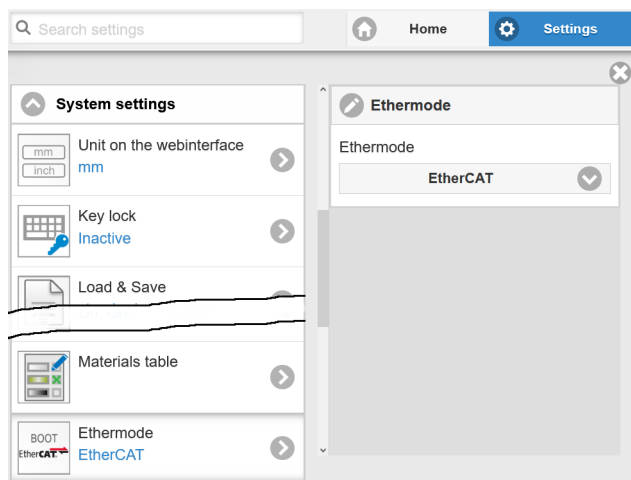 Search settings
Home
Settings
System settings
Unit on the webinterface
mm
mm
inch
Key lock
Inactive
Load & Save
Materials table
Ethermode
EtherCAT
BOOT
EtherCAT
Ethermode
Ethermode
EtherCAT